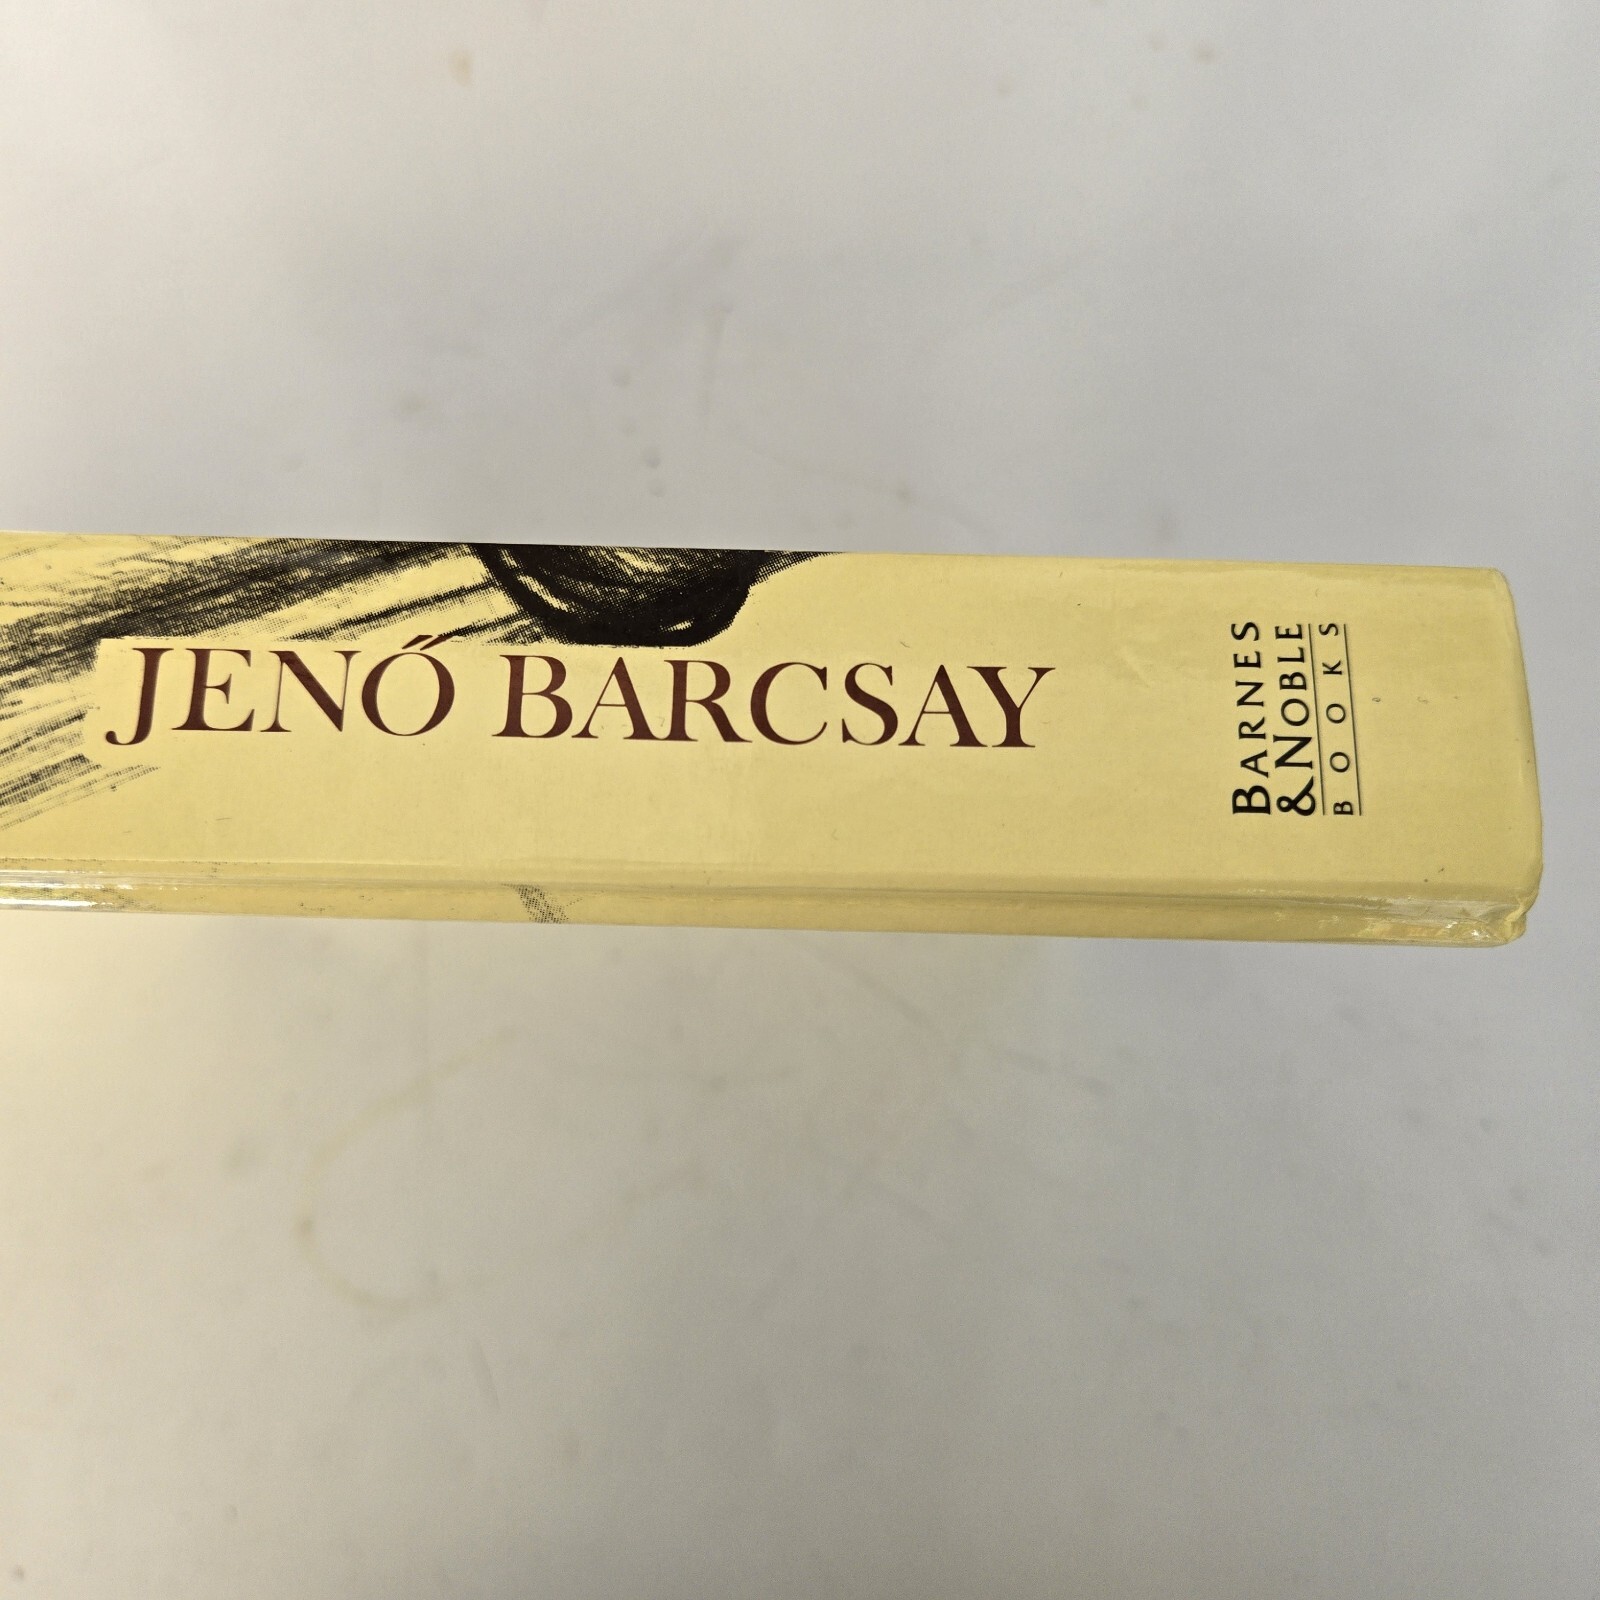 JENŐ BARCSAY
BARNES
& NOBLE
BOOKS